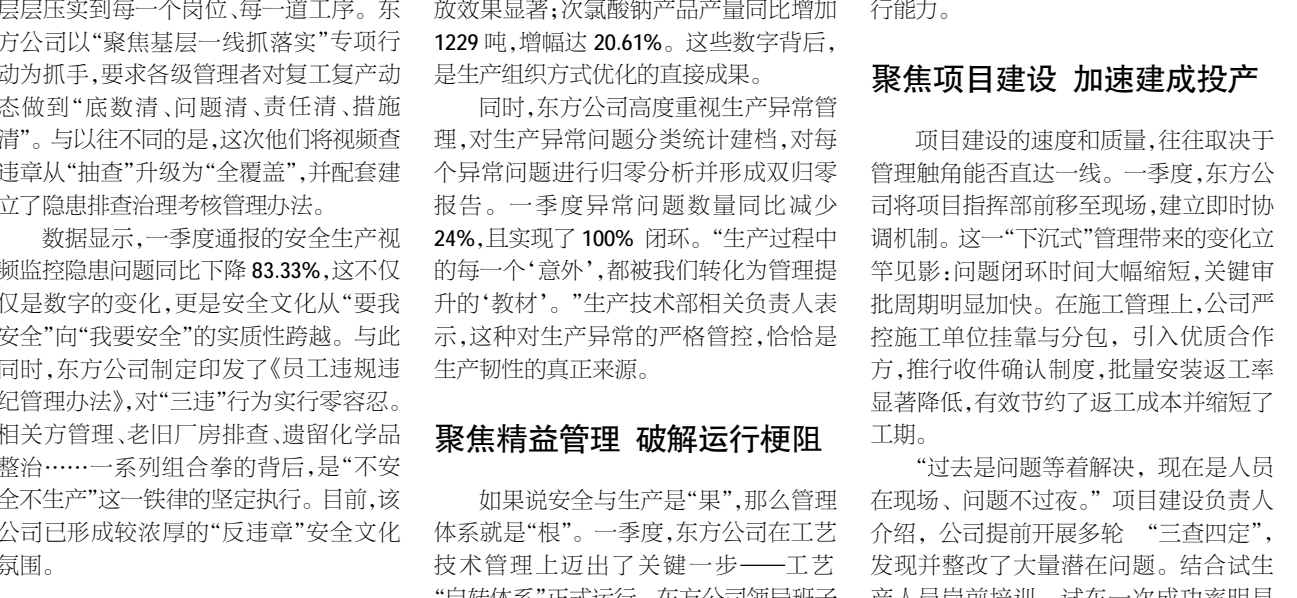 层层压实到每一个岗位、每一道工序。东
方公司以“聚焦基层一线抓落实”专项行
动为抓手,要求各级管理者对复工复产动
态做到“底数清、问题清、责任清、措施
清”。与以往不同的是,这次他们将视频查
违章从“抽查”升级为“全覆盖”,并配套建
立了隐患排查治理考核管理办法。
数据显示,一季度通报的安全生产视
频监控隐患问题同比下降83.33%,这不仅
仅是数字的变化,更是安全文化从“要我
安全”向“我要安全”的实质性跨越。与此
同时,东方公司制定印发了《员工违规违
纪管理办法》,对“三违”行为实行零容忍。
相关方管理、老旧厂房排查、遗留化学品
整治……一系列组合拳的背后,是“不安
全不生产”这一铁律的坚定执行。目前,该
公司已形成较浓厚的“反违章”安全文化
氛围。
放效果显著;次氯酸钠产品产量同比增加
1229吨,增幅达20.61%。这些数字背后,
是生产组织方式优化的直接成果。
同时,东方公司高度重视生产异常管
理,对生产异常问题分类统计建档,对每
个异常问题进行归零分析并形成双归零
报告。一季度异常问题数量同比减少
24%,且实现了100% 闭环。“生产过程中
的每一个‘意外’,都被我们转化为管理提
升的‘教材’。”生产技术部相关负责人表
示,这种对生产异常的严格管控,恰恰是
生产韧性的真正来源。
聚焦精益管理 破解运行梗阻
如果说安全与生产是“果”,那么管理
体系就是“根”。一季度,东方公司在工艺
技术管理上迈出了关键一步——工艺
“自转体系”正式运行。东方公司领导班子
行能力。
聚焦项目建设 加速建成投产
项目建设的速度和质量,往往取决于
管理触角能否直达一线。一季度,东方公
司将项目指挥部前移至现场,建立即时协
调机制。这一“下沉式”管理带来的变化立
竿见影:问题闭环时间大幅缩短,关键审
批周期明显加快。在施工管理上,公司严
控施工单位挂靠与分包，引入优质合作
方,推行收件确认制度,批量安装返工率
显著降低,有效节约了返工成本并缩短了
工期。
“过去是问题等着解决，现在是人员
在现场、问题不过夜。”项目建设负责人
介绍，公司提前开展多轮 “三查四定”,
发现并整改了大量潜在问题。结合试生
产人员岗前培训，试车一次成功率明显